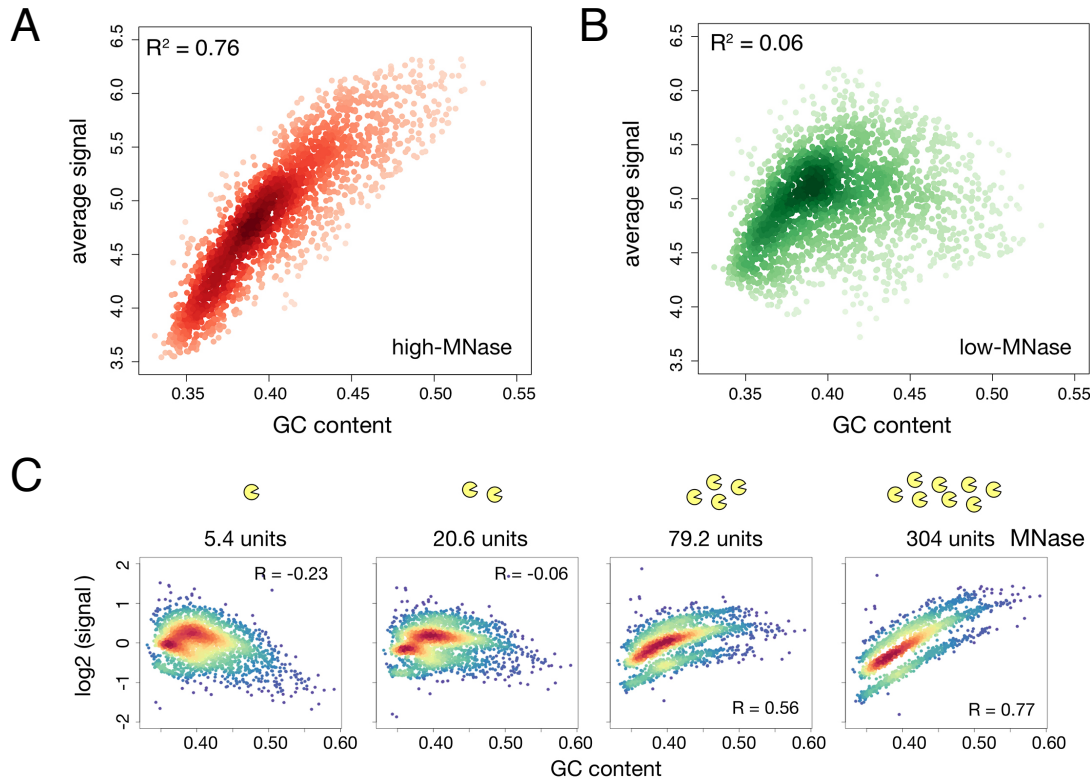 A
R² = 0.76
6.5
6.0
5.5
5.0
4.5
4.0
3.5
average signal
high-MNase
0.35 0.40 0.45 0.50 0.55
GC content
B
R² = 0.06
6.5
6.0
5.5
5.0
4.5
4.0
3.5
average signal
low-MNase
0.35 0.40 0.45 0.50 0.55
GC content
C
5.4 units 20.6 units 79.2 units 304 units MNase
log2 (signal )
2
1
0
-1
-2
R = -0.23
R = -0.06
R = 0.56
R = 0.77
0.40 0.50 0.60
0.40 0.50 0.60
0.40 0.50 0.60
0.40 0.50 0.60
GC content